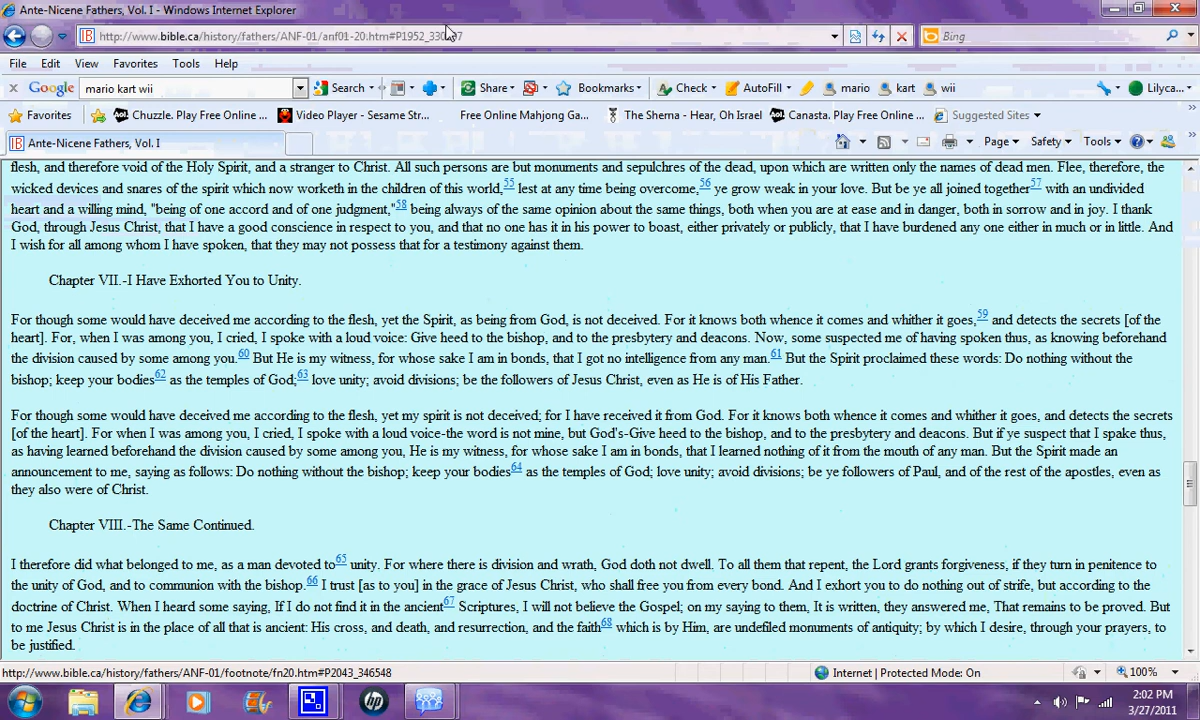 Ante-Nicene Fathers, Vol. I - Windows Internet Explorer
http://www.bible.ca/history/fathers/ANF-01/anf01-20.htm#P1952_330
Bing
File Edit View Favorites Tools Help
x Google mario kart wii Search Share Bookmarks Check AutoFill mario kart wii Lilyca...
Favorites Chuzzle. Play Free Online ... Video Player - Sesame Str... Free Online Mahjong Ga... The Shema - Hear, Oh Israel Canasta. Play Free Online ... Suggested Sites
Ante-Nicene Fathers, Vol. I Page Safety Tools
flesh, and therefore void of the Holy Spirit, and a stranger to Christ. All such persons are but monuments and sepulchres of the dead, upon which are written only the names of dead men. Flee, therefore, the
wicked devices and snares of the spirit which now worketh in the children of this world,55 lest at any time being overcome,56 ye grow weak in your love. But be ye all joined together57 with an undivided
heart and a willing mind, "being of one accord and of one judgment,"58 being always of the same opinion about the same things, both when you are at ease and in danger, both in sorrow and in joy. I thank
God, through Jesus Christ, that I have a good conscience in respect to you, and that no one has it in his power to boast, either privately or publicly, that I have burdened any one either in much or in little. And
I wish for all among whom I have spoken, that they may not possess that for a testimony against them.
Chapter VII.-I Have Exhorted You to Unity.
For though some would have deceived me according to the flesh, yet the Spirit, as being from God, is not deceived. For it knows both whence it comes and whither it goes,59 and detects the secrets [of the
heart]. For, when I was among you, I cried, I spoke with a loud voice: Give heed to the bishop, and to the presbytery and deacons. Now, some suspected me of having spoken thus, as knowing beforehand
the division caused by some among you.60 But He is my witness, for whose sake I am in bonds, that I got no intelligence from any man.61 But the Spirit proclaimed these words: Do nothing without the
bishop; keep your bodies62 as the temples of God;63 love unity; avoid divisions; be the followers of Jesus Christ, even as He is of His Father.
For though some would have deceived me according to the flesh, yet my spirit is not deceived; for I have received it from God. For it knows both whence it comes and whither it goes, and detects the secrets
[of the heart]. For when I was among you, I cried, I spoke with a loud voice-the word is not mine, but God's-Give heed to the bishop, and to the presbytery and deacons. But if ye suspect that I spake thus,
as having learned beforehand the division caused by some among you, He is my witness, for whose sake I am in bonds, that I learned nothing of it from the mouth of any man. But the Spirit made an
announcement to me, saying as follows: Do nothing without the bishop; keep your bodies64 as the temples of God; love unity; avoid divisions; be ye followers of Paul, and of the rest of the apostles, even as
they also were of Christ.
Chapter VIII.-The Same Continued.
I therefore did what belonged to me, as a man devoted to65 unity. For where there is division and wrath, God doth not dwell. To all them that repent, the Lord grants forgiveness, if they turn in penitence to
the unity of God, and to communion with the bishop.66 I trust [as to you] in the grace of Jesus Christ, who shall free you from every bond. And I exhort you to do nothing out of strife, but according to the
doctrine of Christ. When I heard some saying, If I do not find it in the ancient67 Scriptures, I will not believe the Gospel; on my saying to them, It is written, they answered me, That remains to be proved. But
to me Jesus Christ is in the place of all that is ancient: His cross, and death, and resurrection, and the faith68 which is by Him, are undefiled monuments of antiquity; by which I desire, through your prayers, to
be justified.
http://www.bible.ca/history/fathers/ANF-01/footnote/fn20.htm#P2043_346548 Internet | Protected Mode: On 100%
hp
2:02 PM
3/27/2011